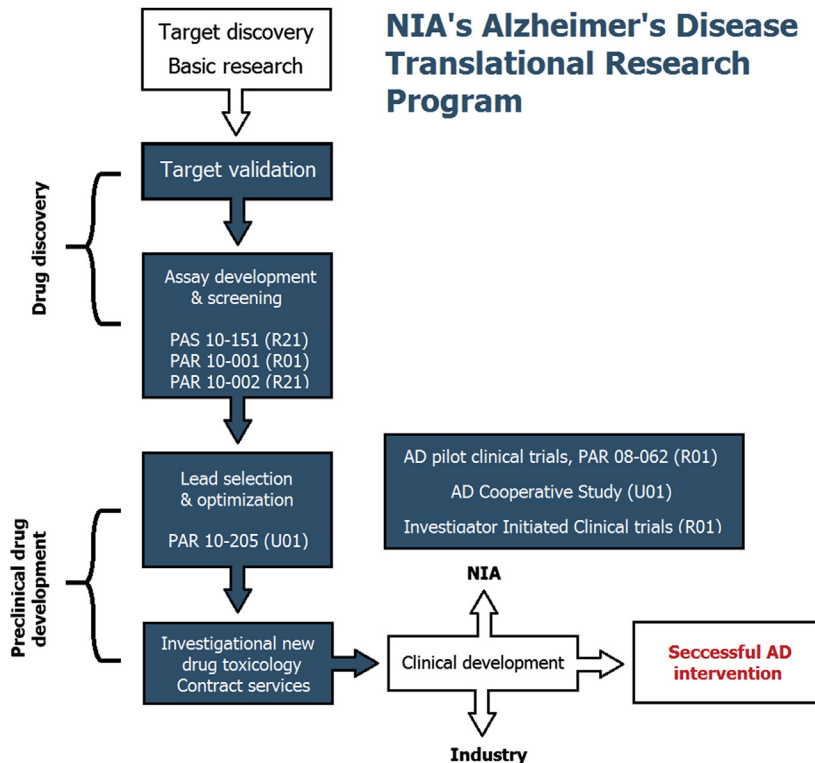 NIA's Alzheimer's Disease
Translational Research
Program
Target discovery
Basic research
Drug discovery
Target validation
Assay development
& screening
PAS 10-151 (R21)
PAR 10-001 (R01)
PAR 10-002 (R21)
Preclinical drug
development
Lead selection
& optimization
PAR 10-205 (U01)
Investigational new
drug toxicology
Contract services
AD pilot clinical trials, PAR 08-062 (R01)
AD Cooperative Study (U01)
Investigator Initiated Clinical trials (R01)
NIA
Clinical development
Industry
Seccessful AD
intervention